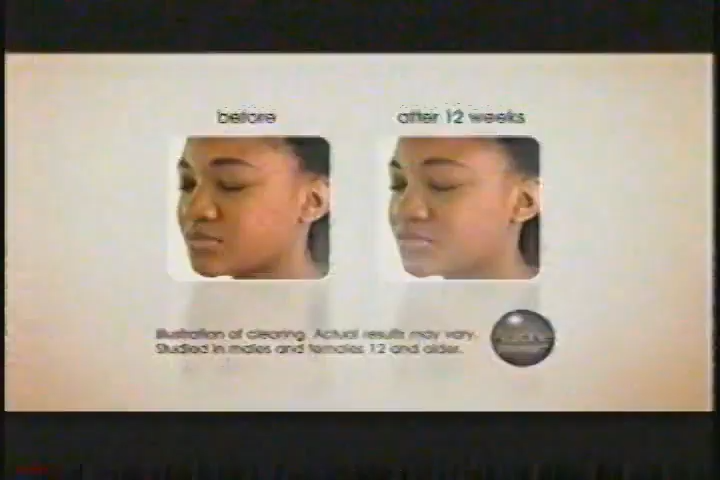 before
after 12 weeks
Illustration of clearing. Actual results may vary.
Studied in males and females 12 and older.